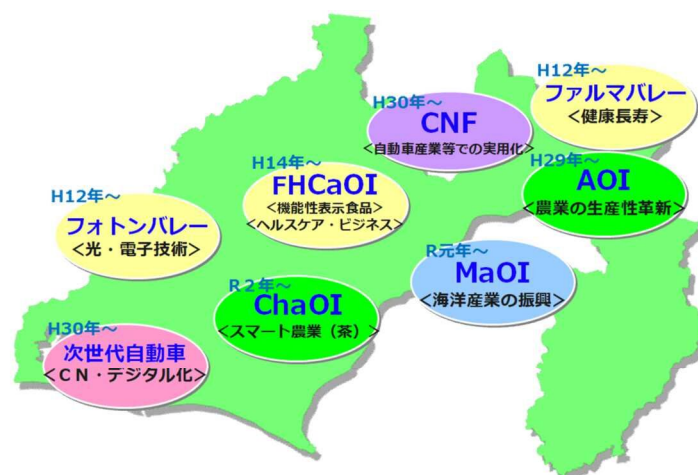 H12年～
ファルマバレー
＜健康長寿＞
H30年～
CNF
＜自動車産業等での実用化＞
H29年～
AOI
＜農業の生産性革新＞
H14年～
FHCaOI
＜機能性表示食品＞
＜ヘルスケア・ビジネス＞
H12年～
フォトンバレー
＜光・電子技術＞
R元年～
MaOI
＜海洋産業の振興＞
R２年～
ChaOI
＜スマート農業（茶）＞
H30年～
次世代自動車
＜ＣＮ・デジタル化＞